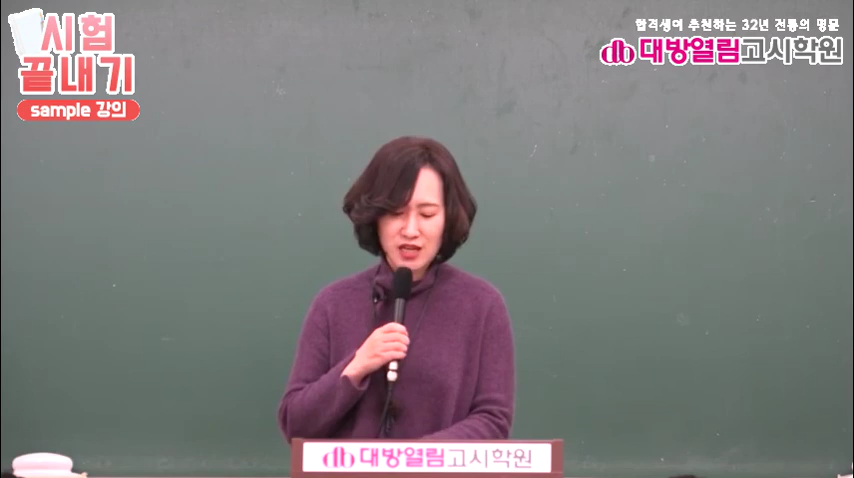 시험
끝내기
sample 강의
합격생이 추천하는 32년 전통의 명문
db 대방열림고시학원
db 대방열림고시학원